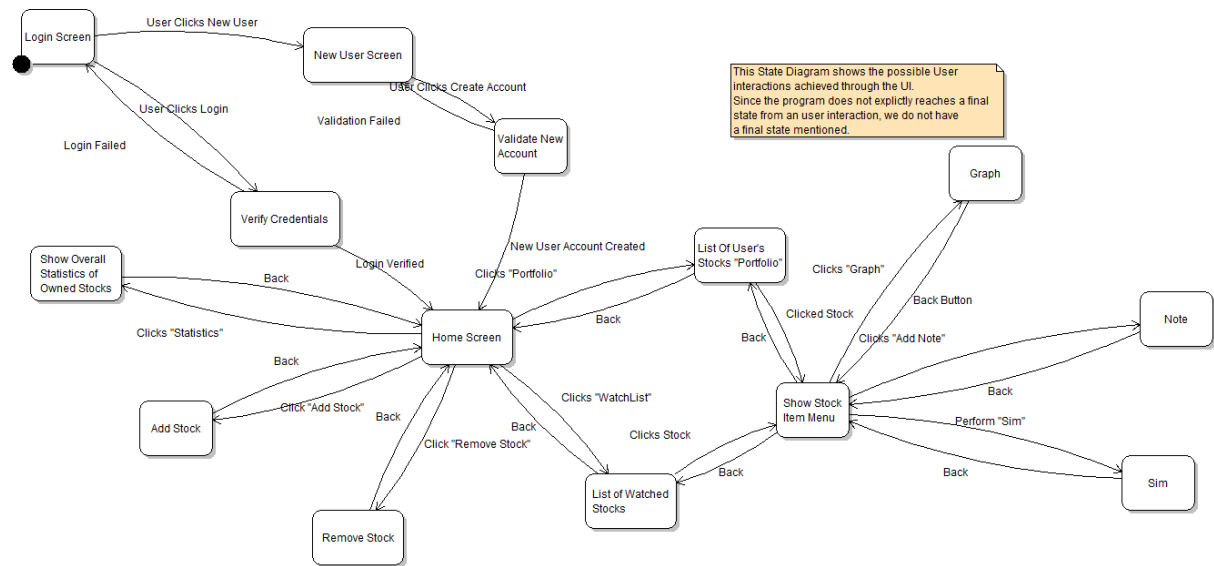 User Clicks New User
Login Screen
New User Screen
This State Diagram shows the possible User
interactions achieved through the UI.
Since the program does not explictly reaches a final
state from an user interaction, we do not have
a final state mentioned.
User Clicks Create Account
User Clicks Login
Validation Failed
Login Failed
Validate New
Account
Graph
Verify Credentials
New User Account Created
List Of User's
Stocks "Portfolio"
Show Overall
Statistics of
Owned Stocks
Login Verified
Back
Clicks "Portfolio"
Clicks "Graph"
Back Button
Clicked Stock
Back
Note
Clicks "Statistics"
Home Screen
Back
Clicks "Add Note"
Back
Back
Clicks "WatchList"
Show Stock
Item Menu
Click "Add Stock"
Back
Add Stock
Back
Clicks Stock
Perform "Sim"
Click "Remove Stock"
Back
Back
Sim
List of Watched
Stocks
Remove Stock